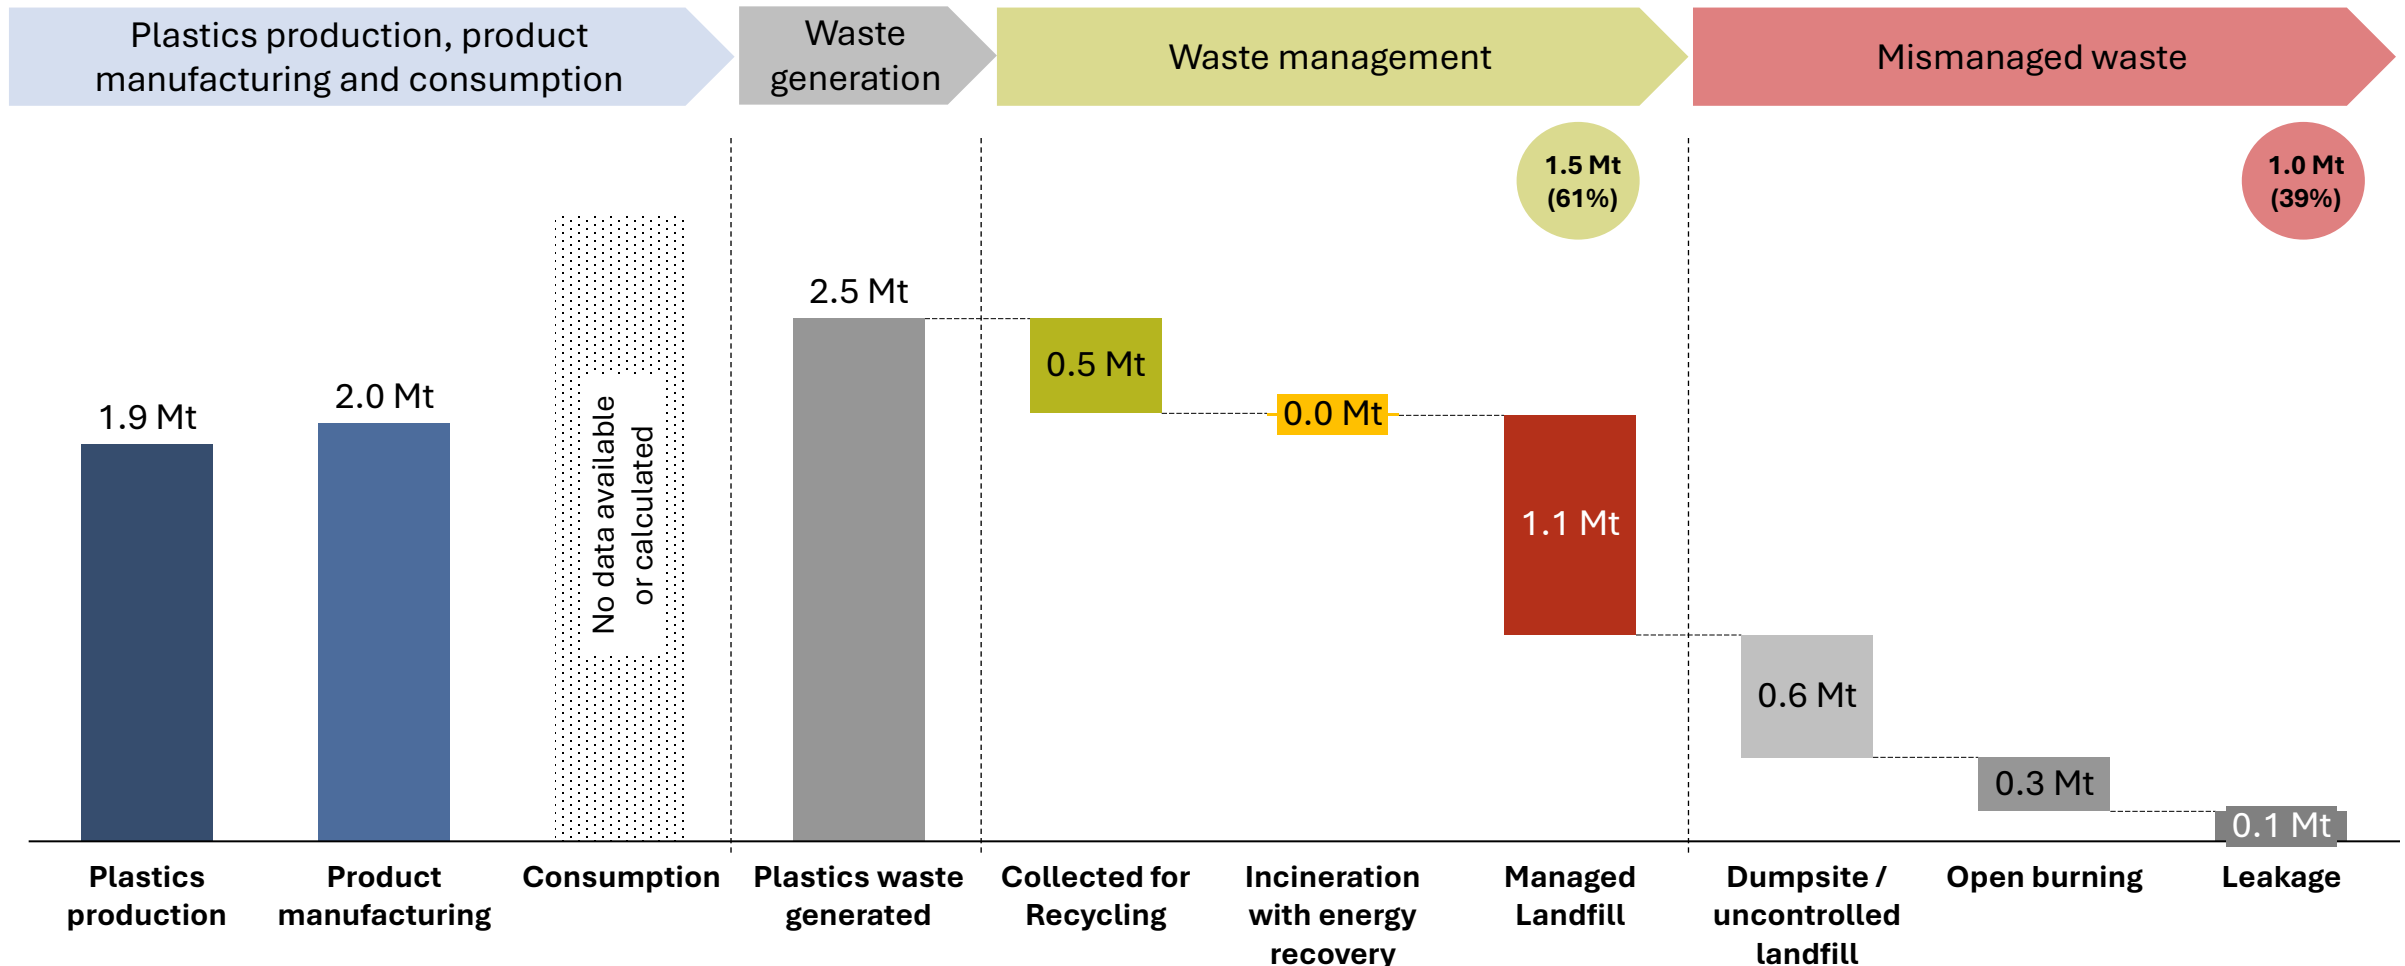 Plastics production, product
manufacturing and consumption
Waste
generation
Waste management
Mismanaged waste
1.5 Mt
(61%)
1.0 Mt
(39%)
1.9 Mt
2.0 Mt
No data available
or calculated
2.5 Mt
0.5 Mt
0.0 Mt
1.1 Mt
0.6 Mt
0.3 Mt
0.1 Mt
Plastics
production
Product
manufacturing
Consumption
Plastics waste
generated
Collected for
Recycling
Incineration
with energy
recovery
Managed
Landfill
Dumpsite /
uncontrolled
landfill
Open burning
Leakage